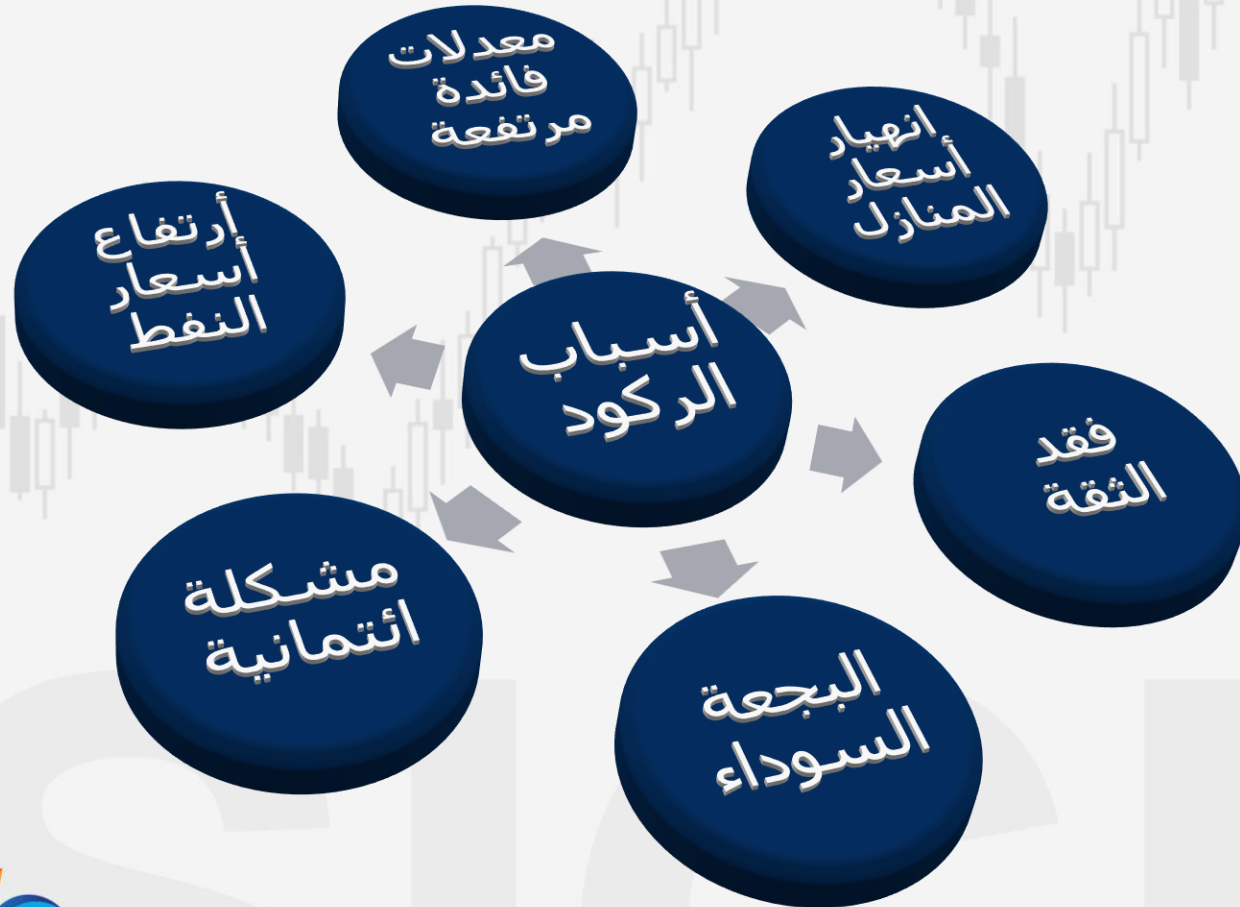 معدلات
فائدة
مرتفعة
انهيار
أسعار
المنازل
أرتفاع
أسعار
النفط
أسباب
الركود
فقد
الثقة
مشكلة
ائتمانية
البجعة
السوداء